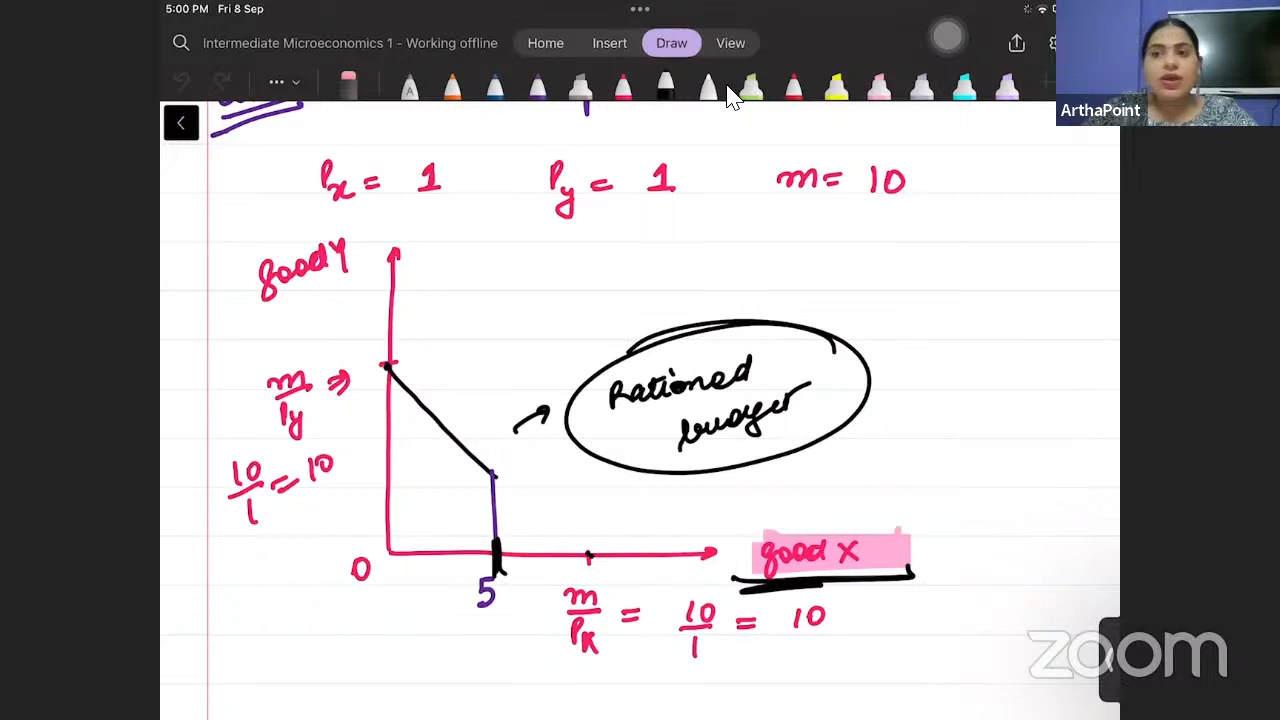 5:00 PM Fri 8 Sep
Intermediate Microeconomics 1 - Working offline
Home Insert Draw View
A
ArthaPoint
Px = 1 Py = 1 m = 10
good Y
m/Py ⇒
10/1 = 10
Rationed
buoyer
0
5
good X
m/Px = 10/1 = 10
zoom